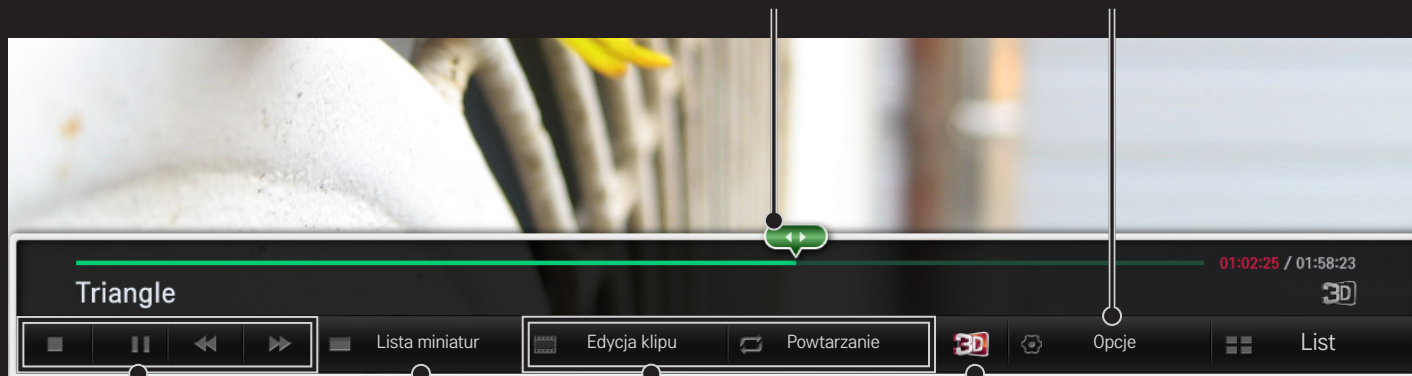 01:02:25 / 01:58:23
Triangle
3D
Lista miniatur
Edycja klipu
Powtarzanie
3D
Opcje
List